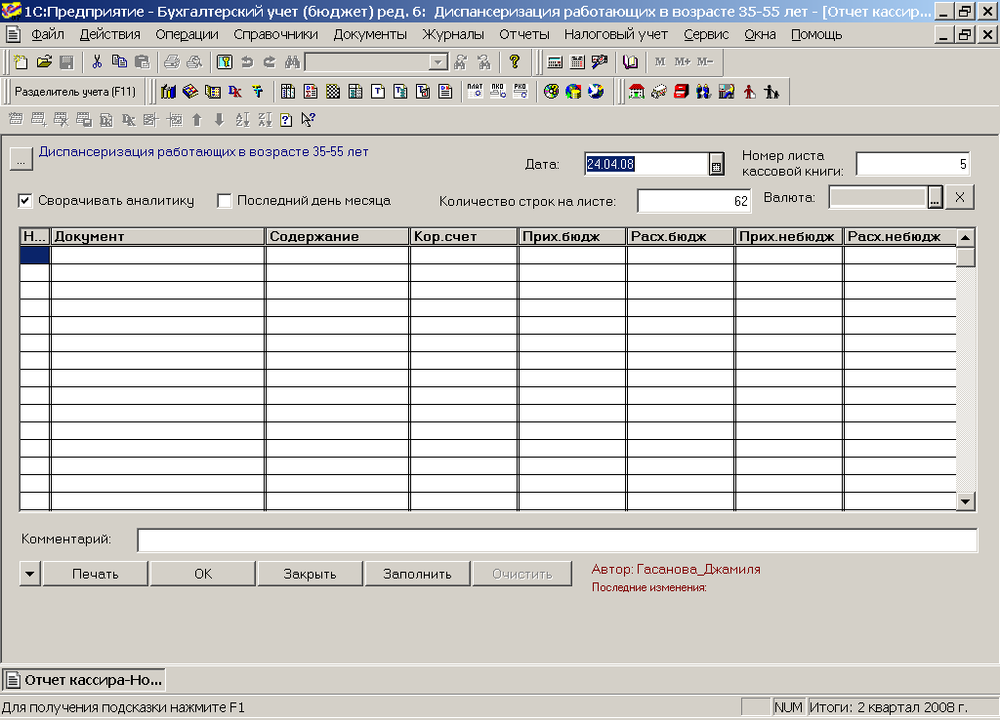 1С:Предприятие - Бухгалтерский учет (бюджет) ред. 6: Диспансеризация работающих в возрасте 35-55 лет - [Отчет кассир...
Файл Действия Операции Справочники Документы Журналы Отчеты Налоговый учет Сервис Окна Помощь
M M+ M−
Разделитель учета (F11)
ПЛАТ ПКО РКО
... Диспансеризация работающих в возрасте 35-55 лет
Дата: 24.04.08 Номер листа
кассовой книги: 5
Сворачивать аналитику Последний день месяца Количество строк на листе: 62 Валюта: ... X
Н... Документ Содержание Кор.счет Прих.бюдж Расх.бюдж Прих.небюдж Расх.небюдж
Комментарий:
Печать OK Закрыть Заполнить Очистить Автор: Гасанова_Джамиля
Последние изменения:
Отчет кассира-Но...
Для получения подсказки нажмите F1 NUM Итоги: 2 квартал 2008 г.